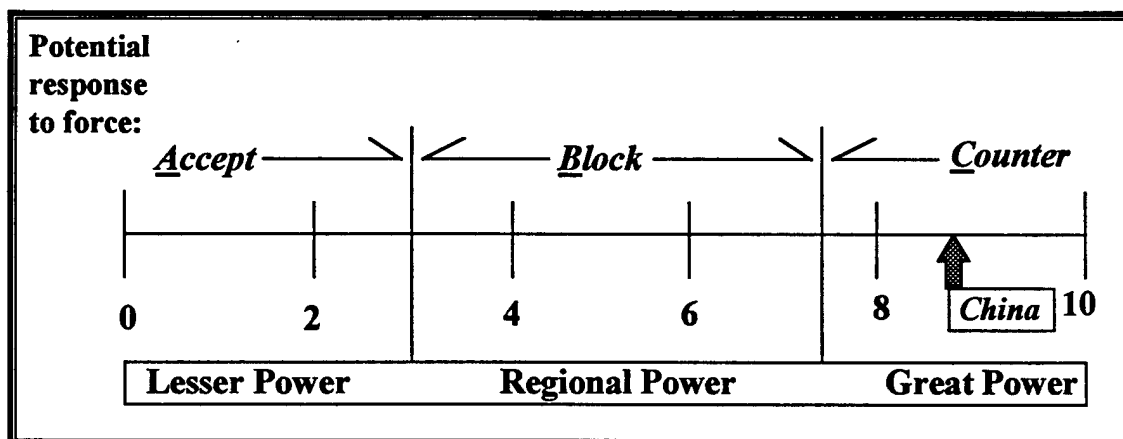 Potential
response
to force:
Accept Block Counter
0 2 4 6 8 China 10
Lesser Power Regional Power Great Power